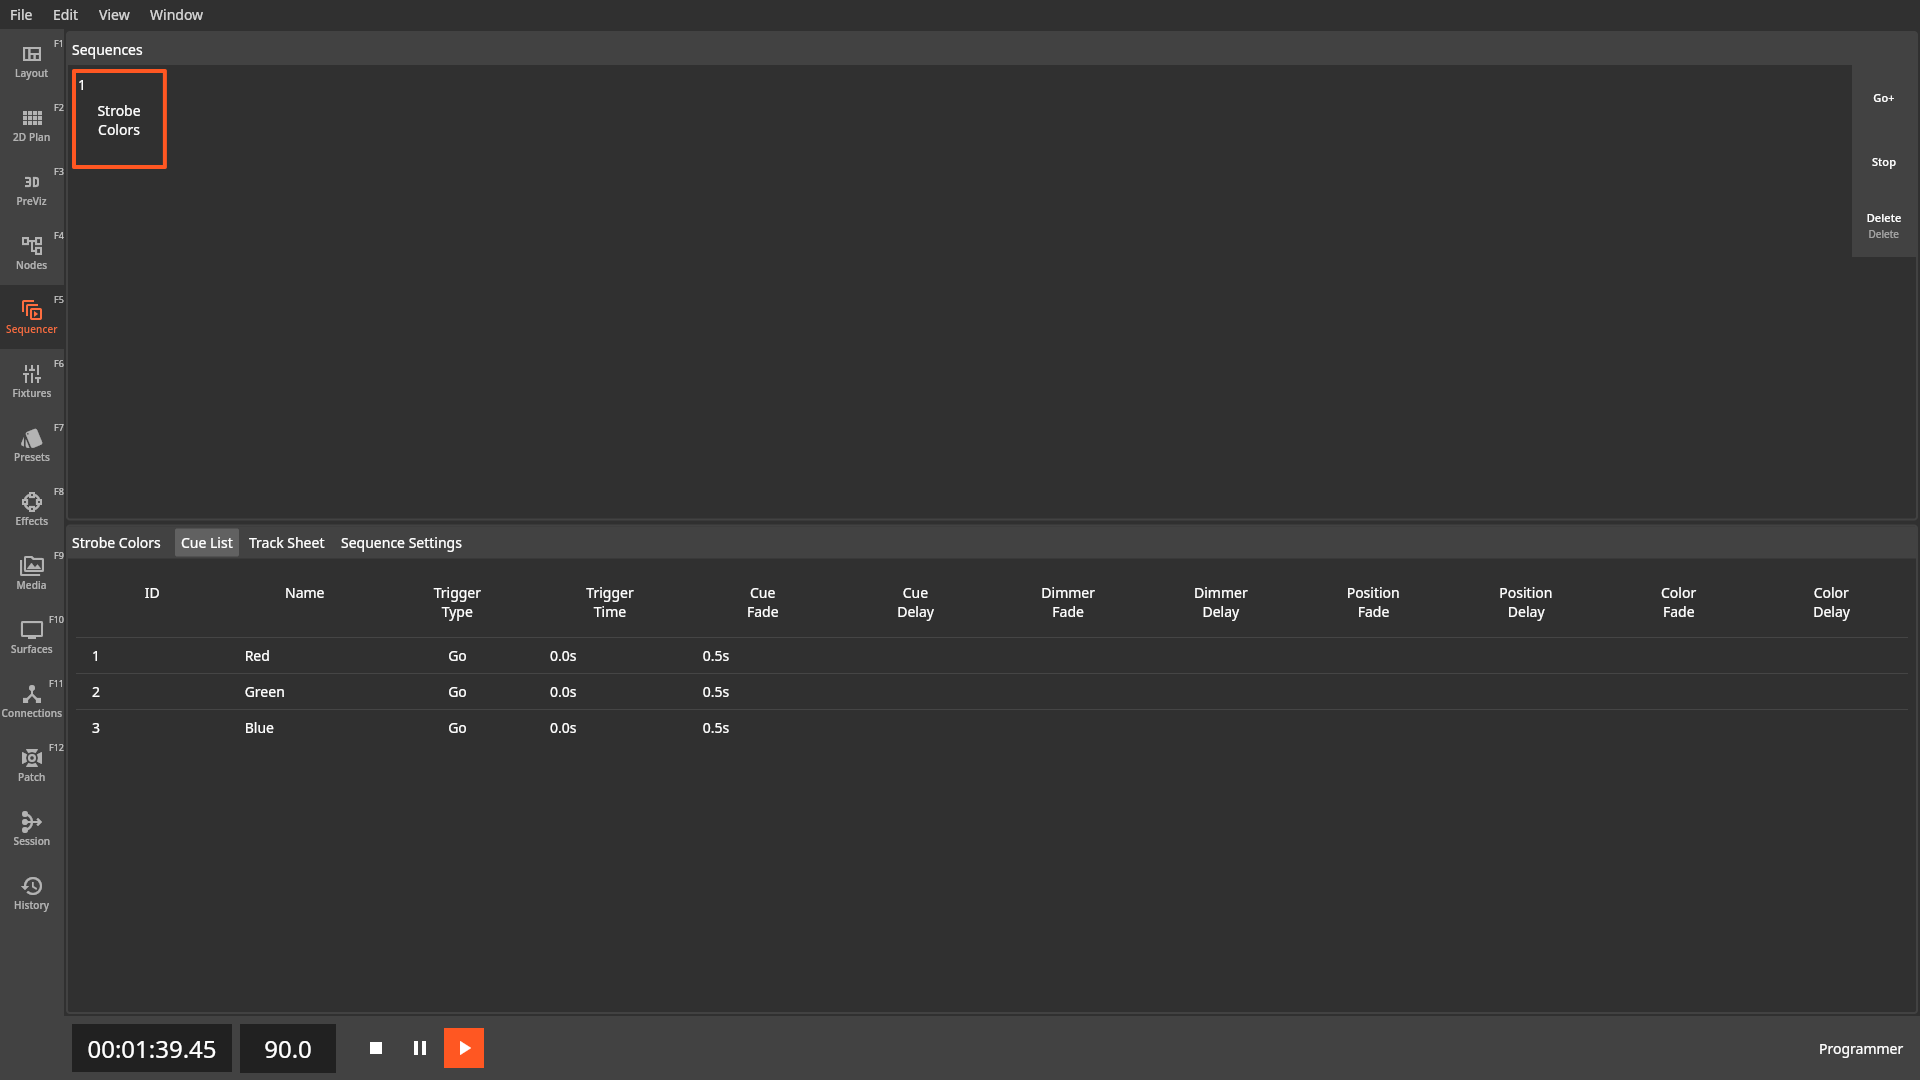 File Edit View Window
F1
Layout
F2
2D Plan
F3
3D
PreViz
F4
Nodes
F5
Sequencer
F6
Fixtures
F7
Presets
F8
Effects
F9
Media
F10
Surfaces
F11
Connections
F12
Patch
Session
History
Sequences
1
Strobe
Colors
Go+
Stop
Delete
Delete
Strobe Colors Cue List Track Sheet Sequence Settings
ID Name Trigger Type Trigger Time Cue Fade Cue Delay Dimmer Fade Dimmer Delay Position Fade Position Delay Color Fade Color Delay
1 Red Go 0.0s 0.5s
2 Green Go 0.0s 0.5s
3 Blue Go 0.0s 0.5s
00:01:39.45 90.0 Programmer